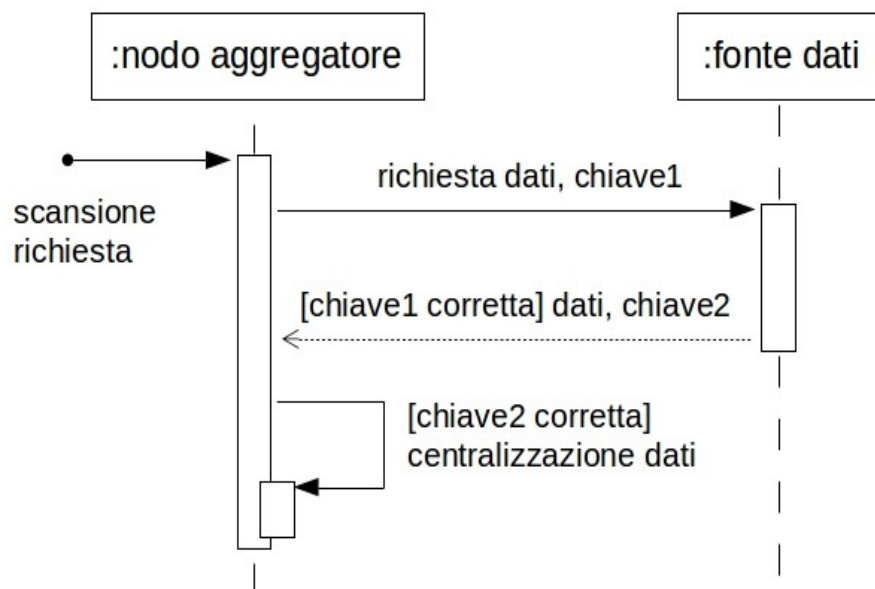 :nodo aggregatore
:fonte dati
scansione
richiesta
richiesta dati, chiave1
[chiave1 corretta] dati, chiave2
[chiave2 corretta]
centralizzazione dati